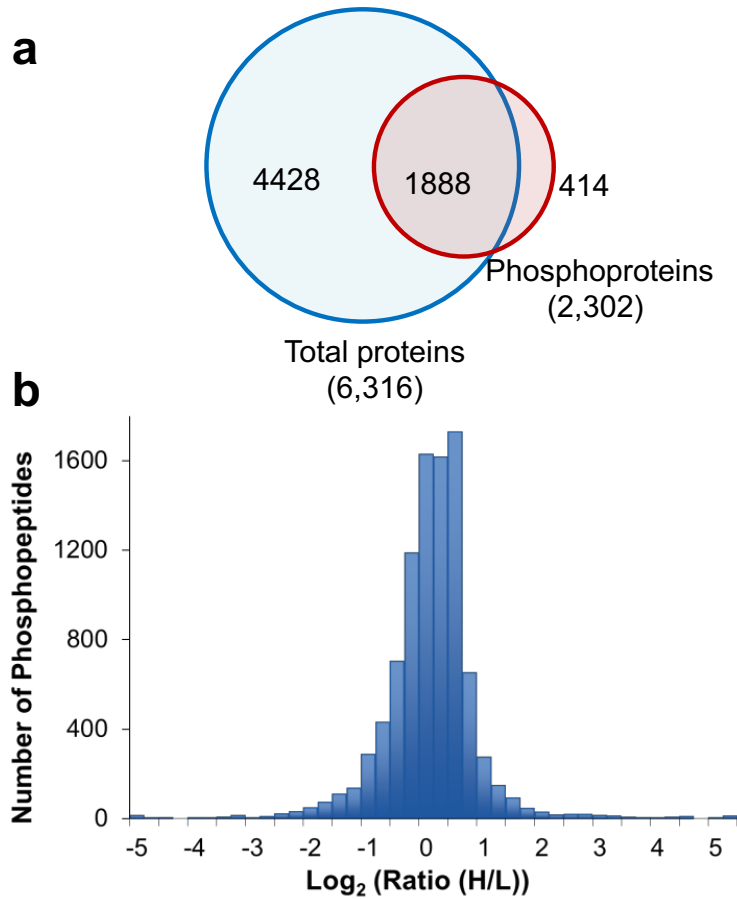 a
4428
1888
414
Phosphoproteins
(2,302)
Total proteins
(6,316)
b
Number of Phosphopeptides
1600
1200
800
400
0
-5 -4 -3 -2 -1 0 1 2 3 4 5
Log₂ (Ratio (H/L))